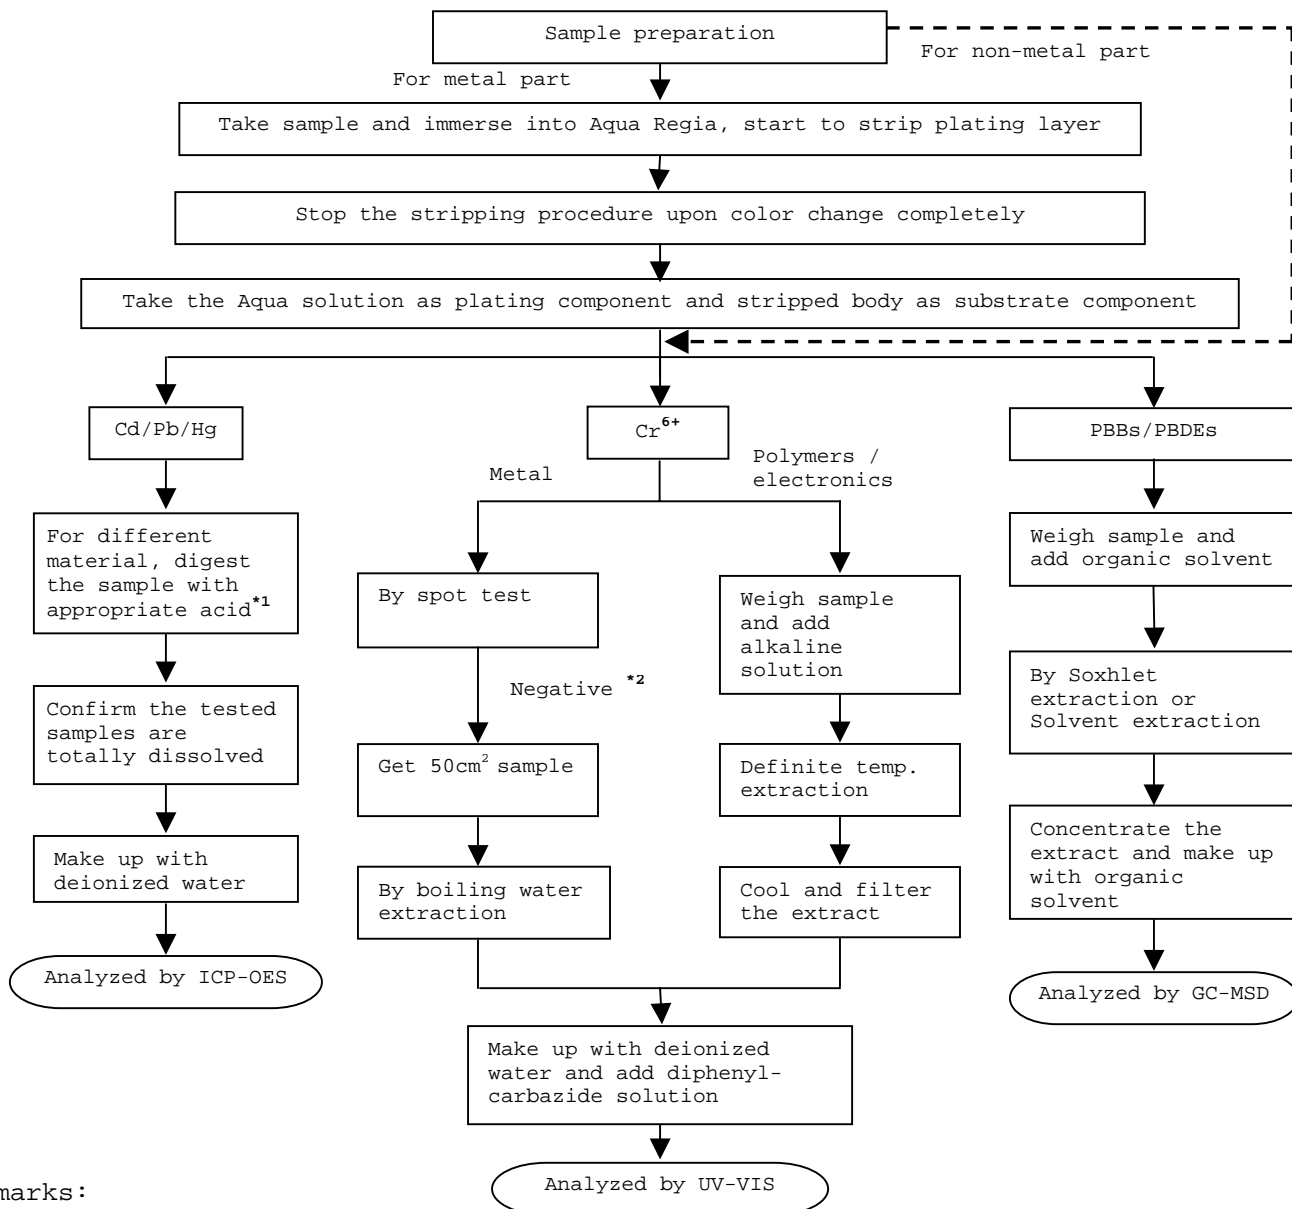 Sample preparation
For non-metal part
For metal part
Take sample and immerse into Aqua Regia, start to strip plating layer
Stop the stripping procedure upon color change completely
Take the Aqua solution as plating component and stripped body as substrate component
Cd/Pb/Hg
Cr6+
PBBs/PBDEs
Metal
Polymers /
electronics
For different
material, digest
the sample with
appropriate acid*1
Confirm the tested
samples are
totally dissolved
Make up with
deionized water
Analyzed by ICP-OES
By spot test
Negative *2
Get 50cm2 sample
By boiling water
extraction
Weigh sample
and add
alkaline
solution
Definite temp.
extraction
Cool and filter
the extract
Make up with deionized
water and add diphenyl-
carbazide solution
Analyzed by UV-VIS
Weigh sample and
add organic solvent
By Soxhlet
extraction or
Solvent extraction
Concentrate the
extract and make up
with organic
solvent
Analyzed by GC-MSD
marks: